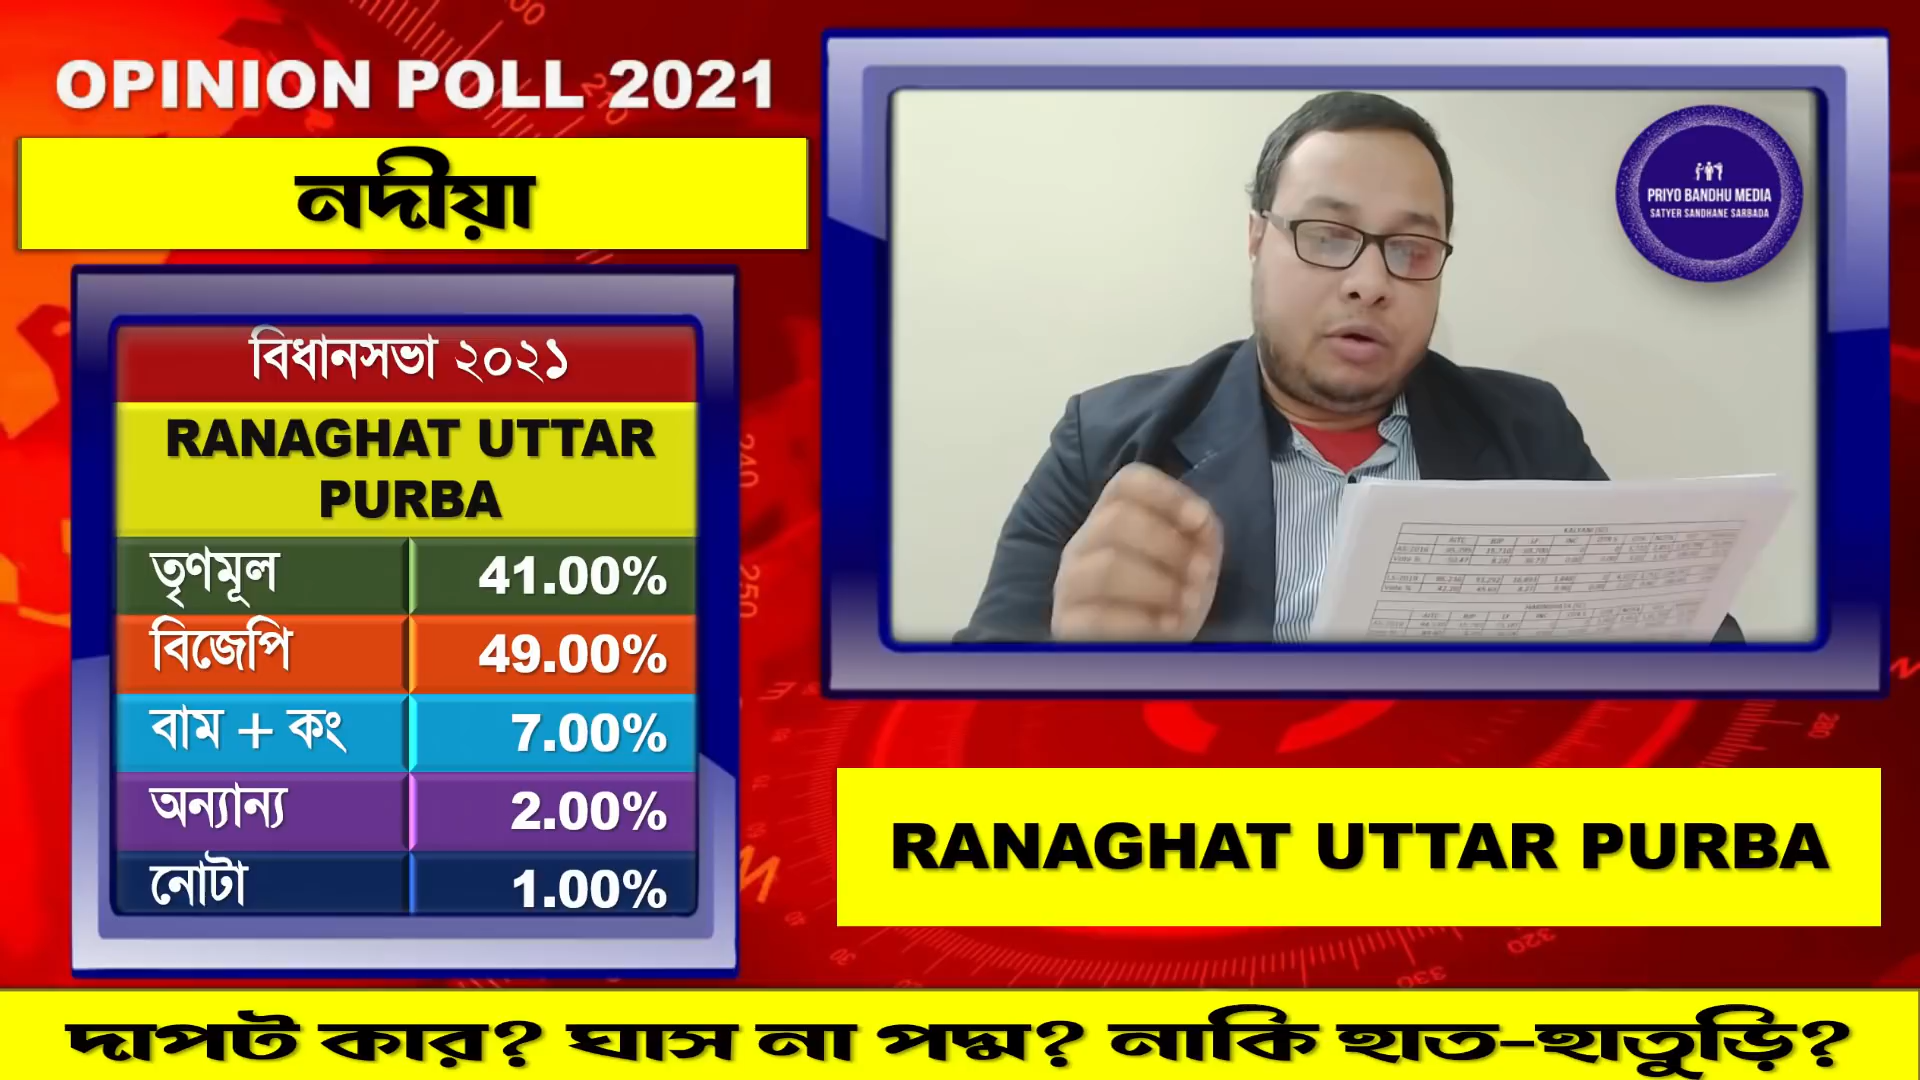 OPINION POLL 2021
নদীয়া
বিধানসভা ২০২১
RANAGHAT UTTAR
PURBA
তৃণমূল 41.00%
বিজেপি 49.00%
বাম + কং 7.00%
অন্যান্য 2.00%
নোটা 1.00%
PRIYO BANDHU MEDIA
SATYER SANDHANE SARBADA
RANAGHAT UTTAR PURBA
দাপট কার? ঘাস না পদ্ম? নাকি হাত-হাতুড়ি?